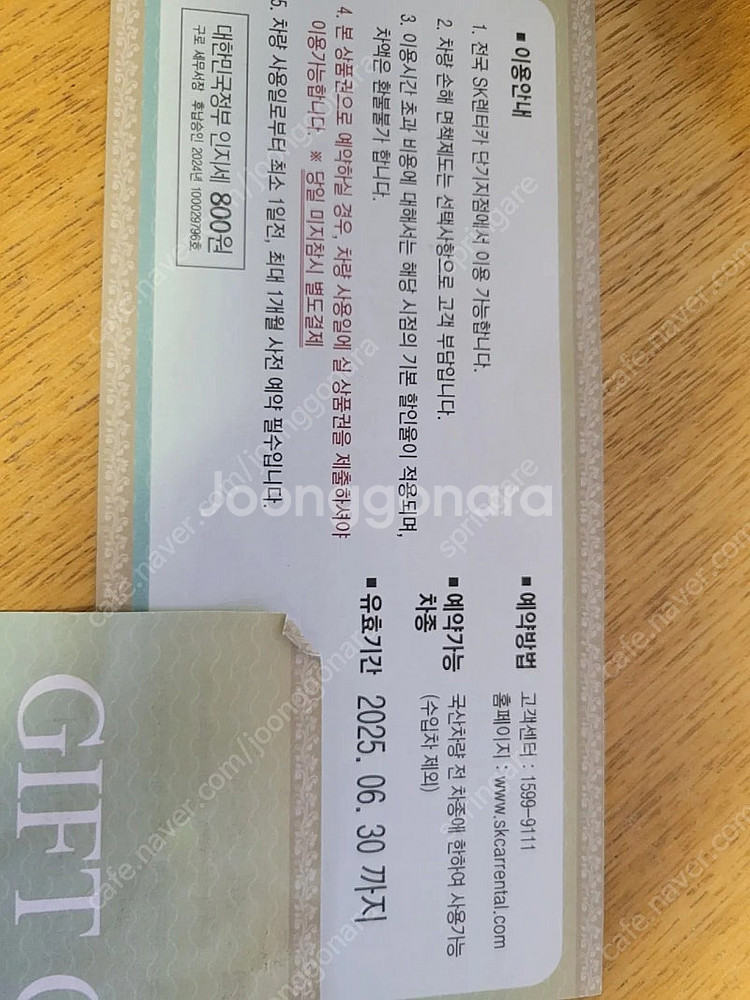 ■ 이용안내
1. 전국 SK렌터카 단기지점에서 이용 가능합니다.
2. 차량 손해 면책제도는 선택사항으로 고객 부담입니다.
3. 이용시간 초과 비용에 대해서는 해당 시점의 기본 할인율이 적용되며,
차액은 환불불가 합니다.
4. 본 상품권으로 예약하실 경우, 차량 사용일에 실 상품권을 제출하셔야
이용가능합니다. ※ 당일 미지참시 별도결제
5. 차량 사용일로부터 최소 1일전, 최대 1개월 사전 예약 필수입니다.
대한민국정부 인지세 800원
구로 세무서장 후납승인 2024년 100029796호
■ 예약방법 고객센터 : 1599-9111
홈페이지 : www.skcarrental.com
■ 예약가능 국산차량 전 차종에 한하여 사용가능
차종 (수입차 제외)
■ 유효기간 2025. 06. 30 까지
GIFT
Joonggonara
cafe.naver.com/joonggonara
springare